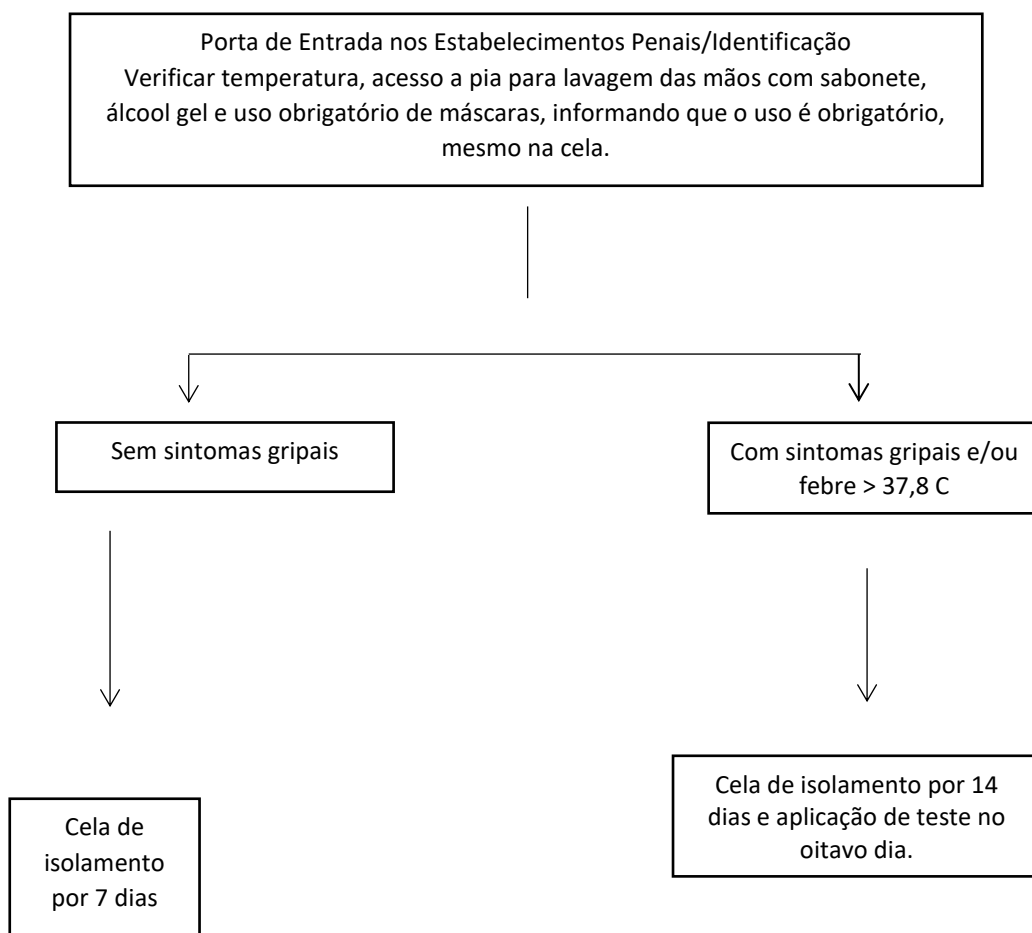 Porta de Entrada nos Estabelecimentos Penais/Identificação
Verificar temperatura, acesso a pia para lavagem das mãos com sabonete,
álcool gel e uso obrigatório de máscaras, informando que o uso é obrigatório,
mesmo na cela.
Sem sintomas gripais
Com sintomas gripais e/ou
febre > 37,8 C
Cela de isolamento por 14
dias e aplicação de teste no
oitavo dia.
Cela de
isolamento
por 7 dias